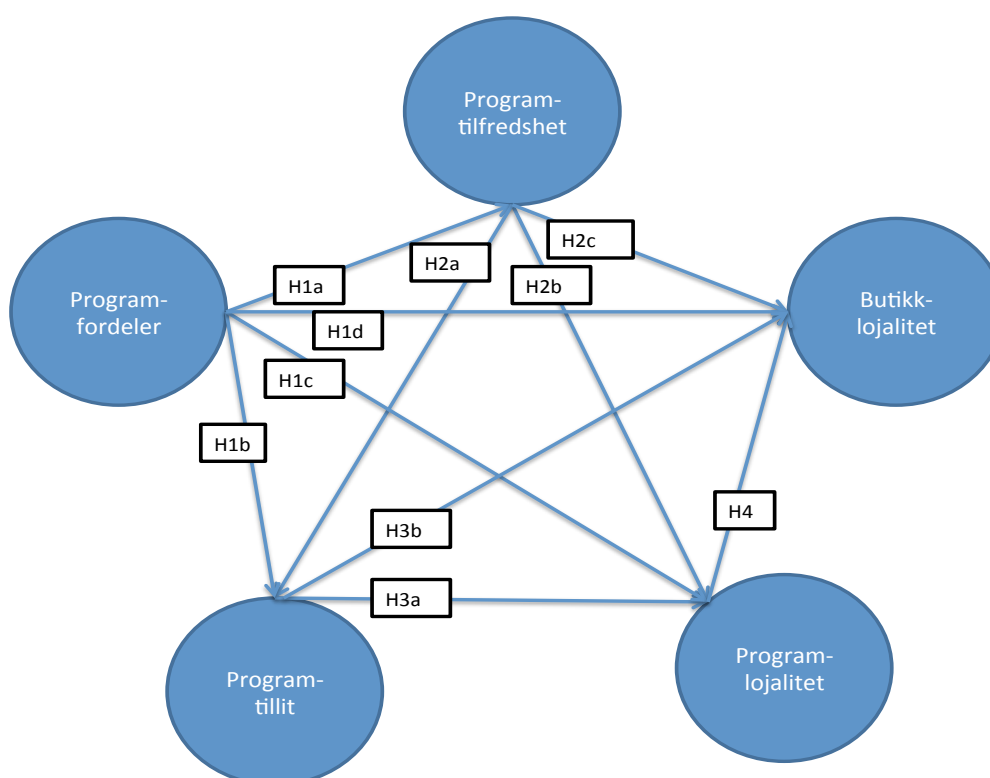 Program-
tilfredshet
H2c
H2a
Program-
fordeler
H1a
H2b
Butikk-
lojalitet
H1d
H1c
H1b
H3b
H4
H3a
Program-
tillit
Program-
lojalitet